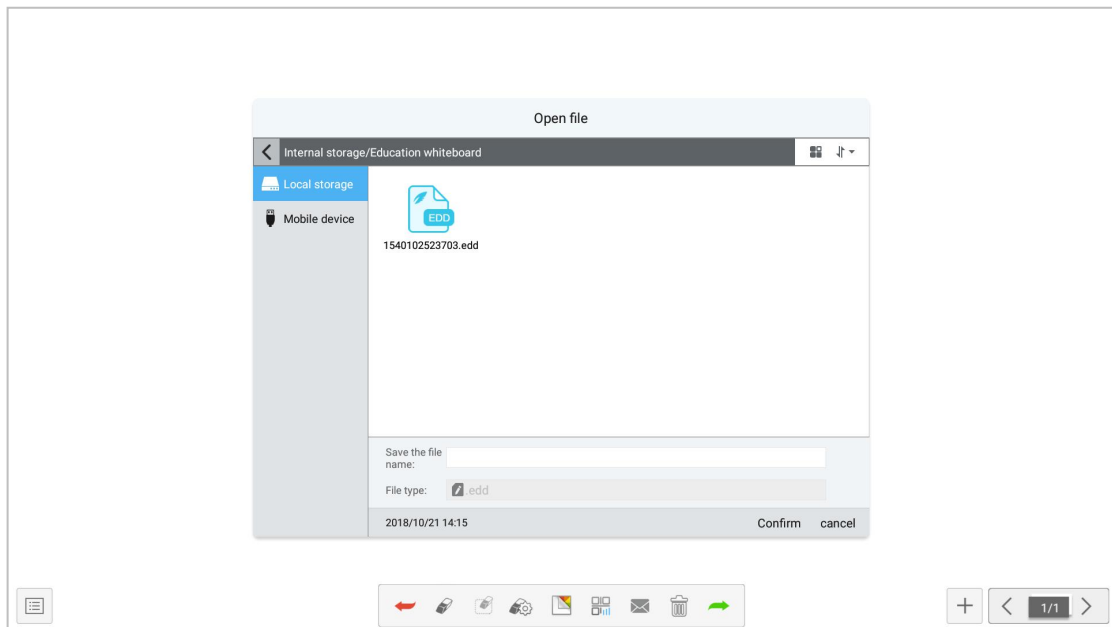 Open file
Internal storage/Education whiteboard
Local storage
Mobile device
EDD
1540102523703.edd
Save the file
name:
File type: .edd
2018/10/21 14:15 Confirm cancel
1/1